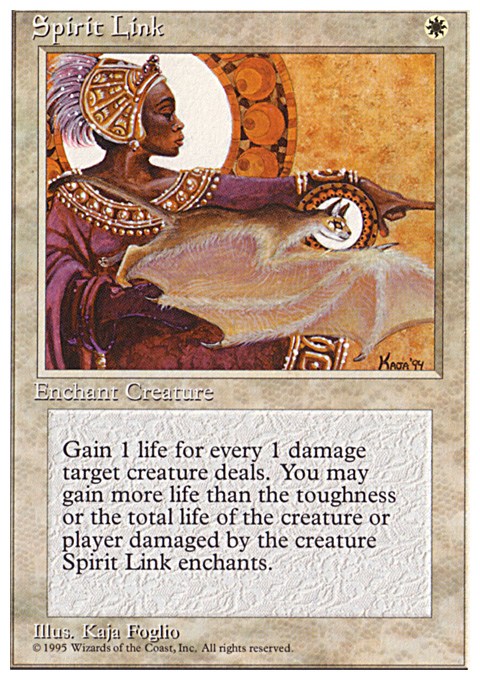 Spirit Link
KAJA '94
Enchant Creature
Gain 1 life for every 1 damage
target creature deals. You may
gain more life than the toughness
or the total life of the creature or
player damaged by the creature
Spirit Link enchants.
Illus. Kaja Foglio
© 1995 Wizards of the Coast, Inc. All rights reserved.